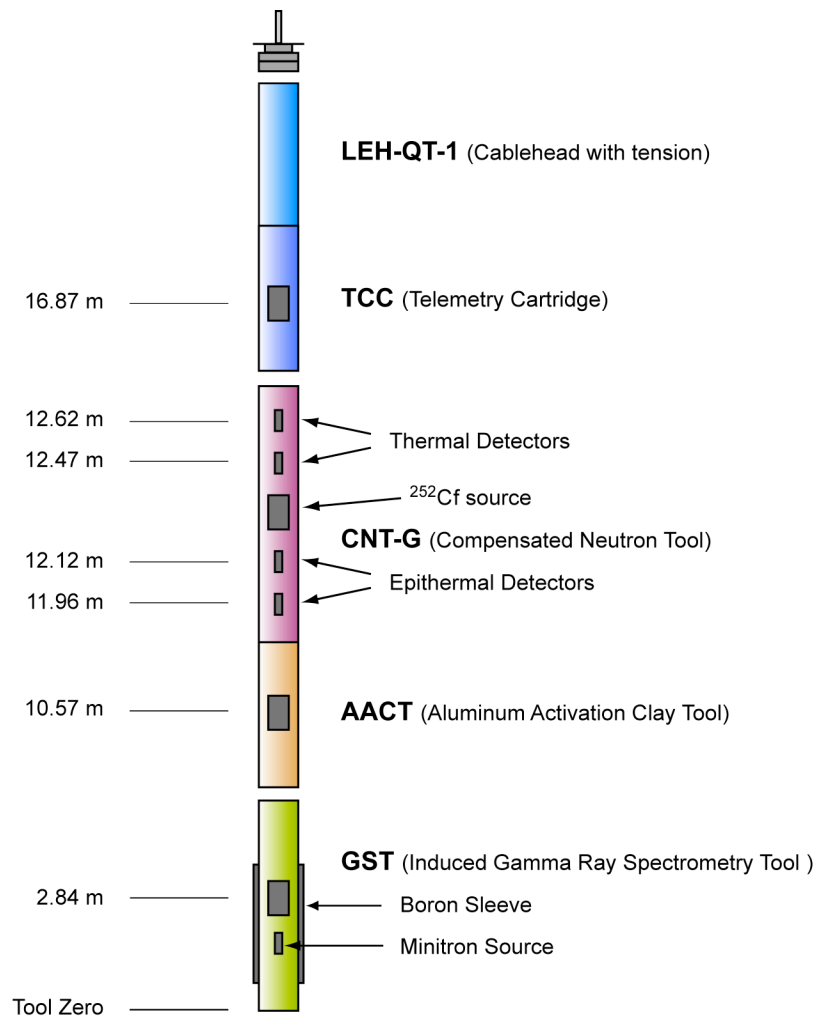 LEH-QT-1 (Cablehead with tension)
16.87 m
TCC (Telemetry Cartridge)
12.62 m
Thermal Detectors
12.47 m
²⁵²Cf source
CNT-G (Compensated Neutron Tool)
12.12 m
Epithermal Detectors
11.96 m
10.57 m
AACT (Aluminum Activation Clay Tool)
GST (Induced Gamma Ray Spectrometry Tool )
2.84 m
Boron Sleeve
Minitron Source
Tool Zero